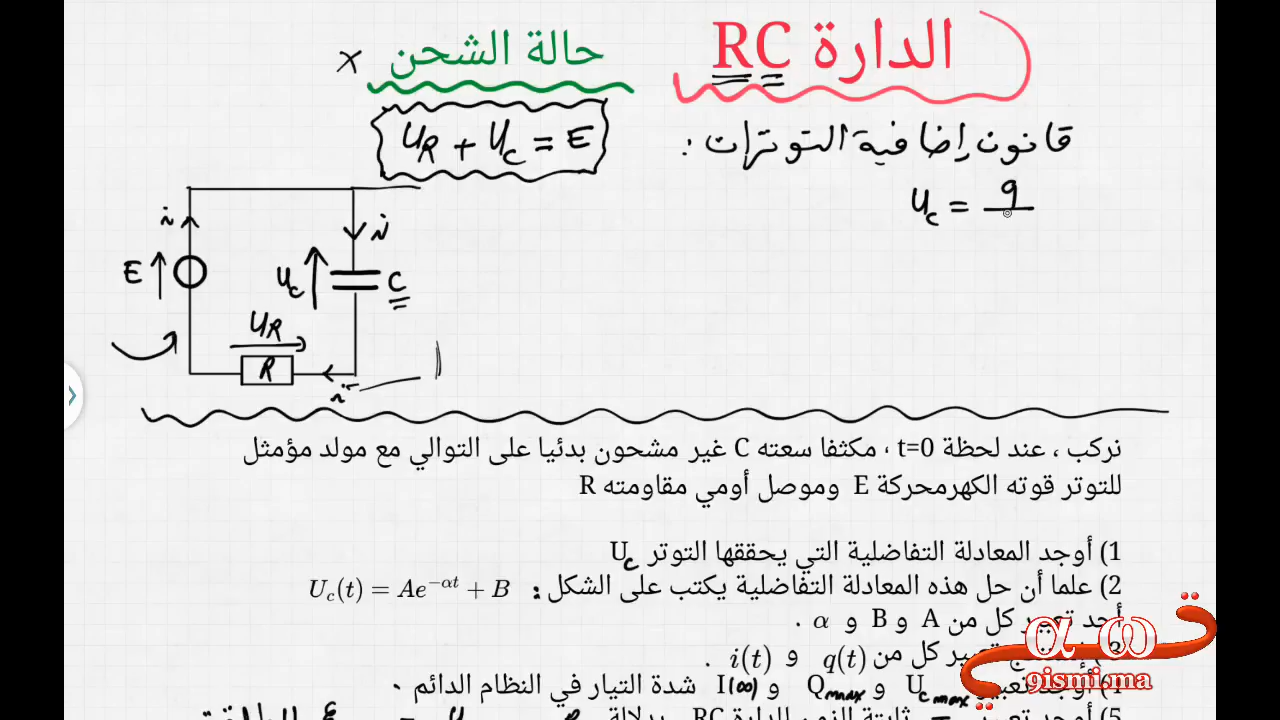 الدارة RC
حالة الشحن ×
قانون إضافية التوترات :
U_R + U_C = E
U_c = q
i
i
E
U_c
C
U_R
R
i
نركب ، عند لحظة t=0 ، مكثفا سعته C غير مشحون بدئيا على التوالي مع مولد مؤمثل
للتوتر قوته الكهرمحركة E وموصل أومي مقاومته R
1) أوجد المعادلة التفاضلية التي يحققها التوتر U_c
2) علما أن حل هذه المعادلة التفاضلية يكتب على الشكل : U_c(t) = Ae^{-αt} + B
أجد تعبير كل من A و B و α .
كل من q(t) و i(t) .
U_c max و Q_max و I(∞) شدة التيار في النظام الدائم .
α ω
9ismi.ma